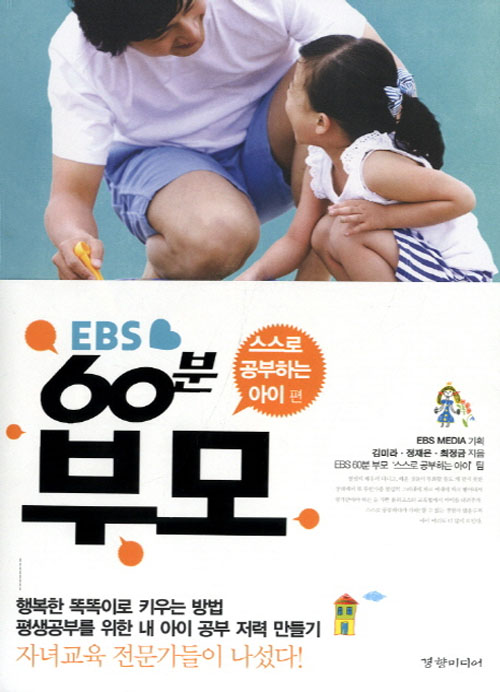 EBS
60분
부모
스스로
공부하는
아이 편
EBS MEDIA 기획
김미라 · 정재은 · 최정금 지음
EBS 60분 부모 '스스로 공부하는 아이' 팀
행복한 똑똑이로 키우는 방법
평생공부를 위한 내 아이 공부 저력 만들기
자녀교육 전문가들이 나섰다!
경향미디어